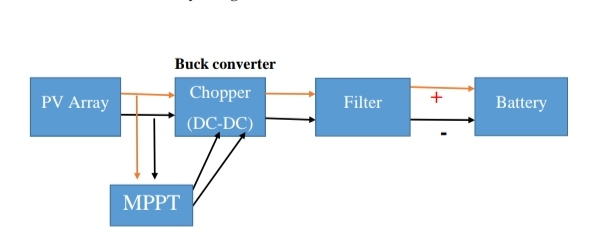 Buck converter
PV Array
Chopper
(DC-DC)
Filter
+
-
Battery
MPPT